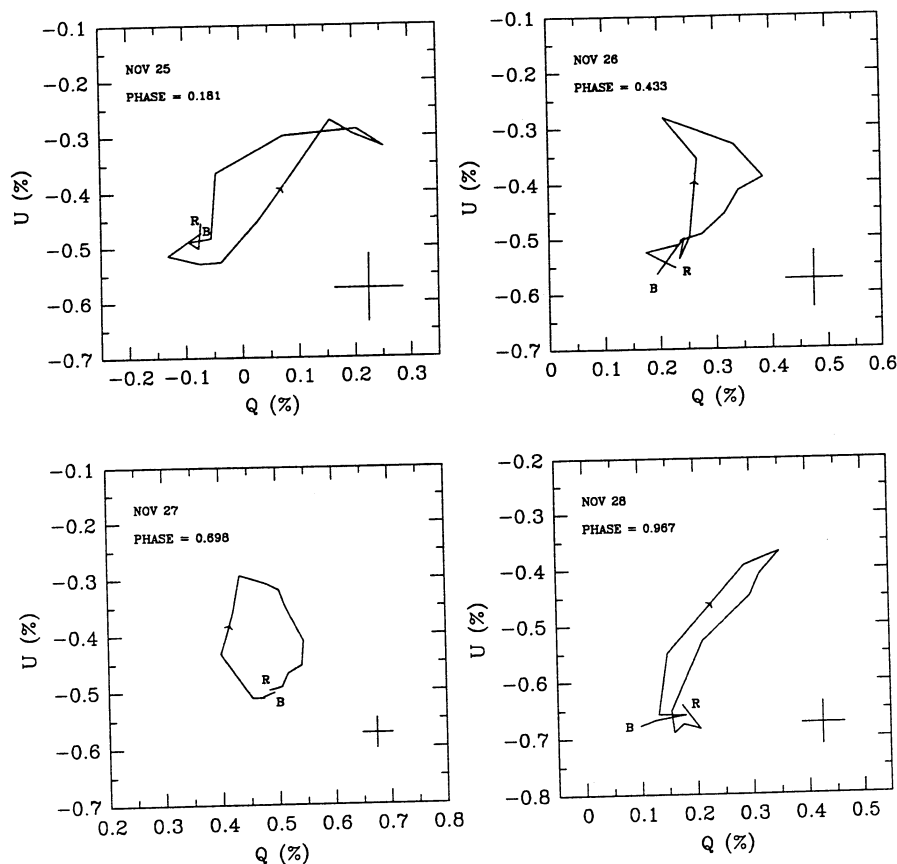 −0.1
−0.2
−0.3
−0.4
−0.5
−0.6
−0.7
U (%)
NOV 25
PHASE = 0.181
R
B
−0.2 −0.1 0 0.1 0.2 0.3
Q (%)
−0.1
−0.2
−0.3
−0.4
−0.5
−0.6
−0.7
U (%)
NOV 26
PHASE = 0.433
B
R
0 0.1 0.2 0.3 0.4 0.5 0.6
Q (%)
−0.1
−0.2
−0.3
−0.4
−0.5
−0.6
−0.7
U (%)
NOV 27
PHASE = 0.698
R
B
0.2 0.3 0.4 0.5 0.6 0.7 0.8
Q (%)
−0.2
−0.3
−0.4
−0.5
−0.6
−0.7
−0.8
U (%)
NOV 28
PHASE = 0.967
R
B
0 0.1 0.2 0.3 0.4 0.5
Q (%)